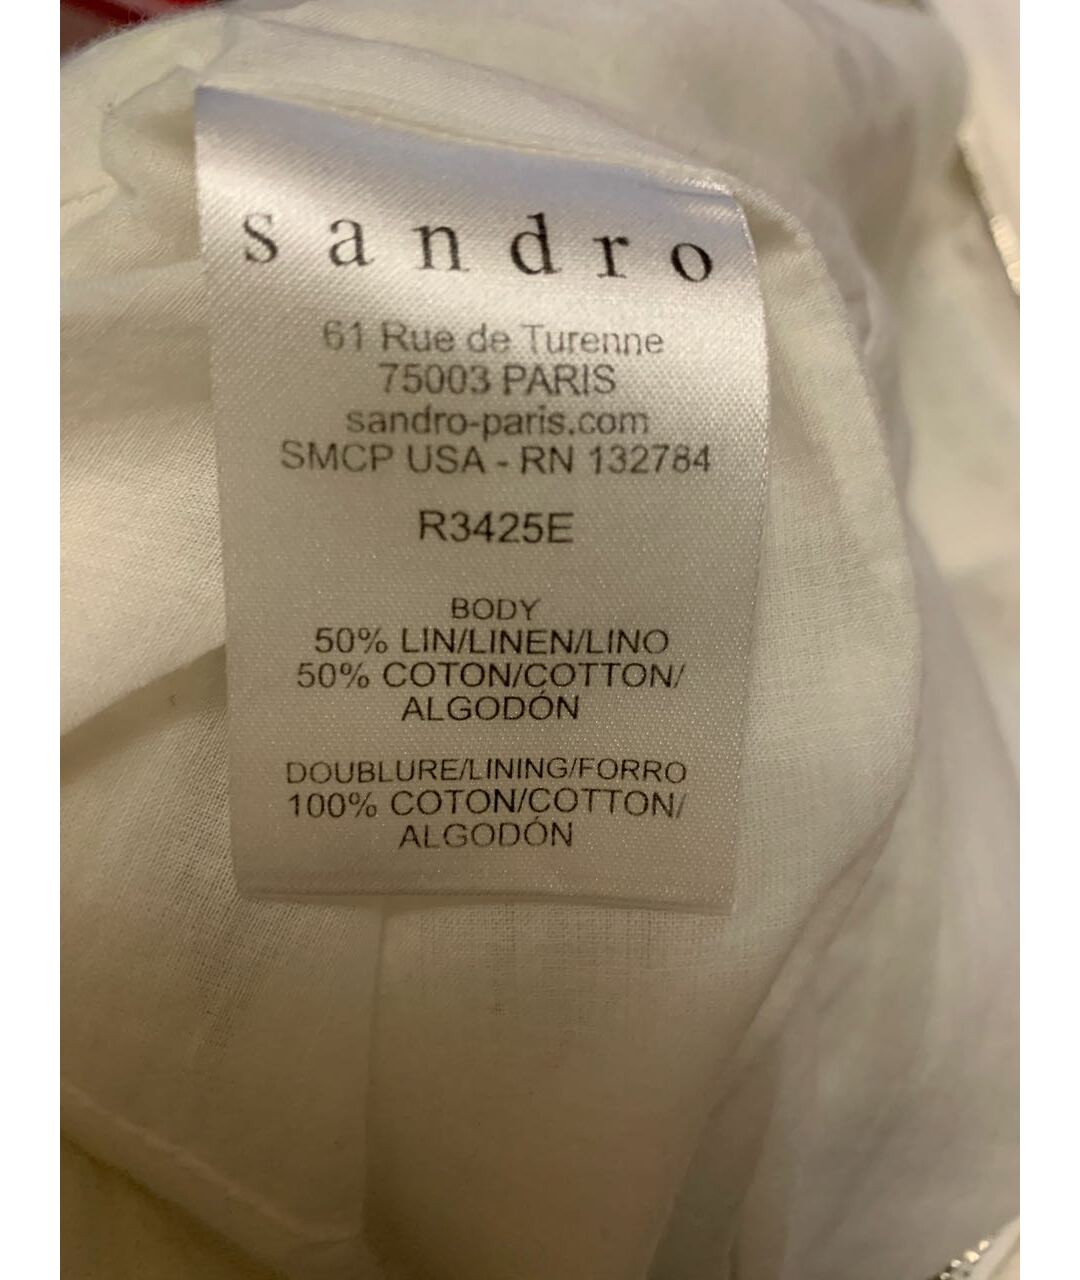 sandro
61 Rue de Turenne
75003 PARIS
sandro-paris.com
SMCP USA - RN 132784
R3425E
BODY
50% LIN/LINEN/LINO
50% COTON/COTTON/
ALGODÓN
DOUBLURE/LINING/FORRO
100% COTON/COTTON/
ALGODÓN